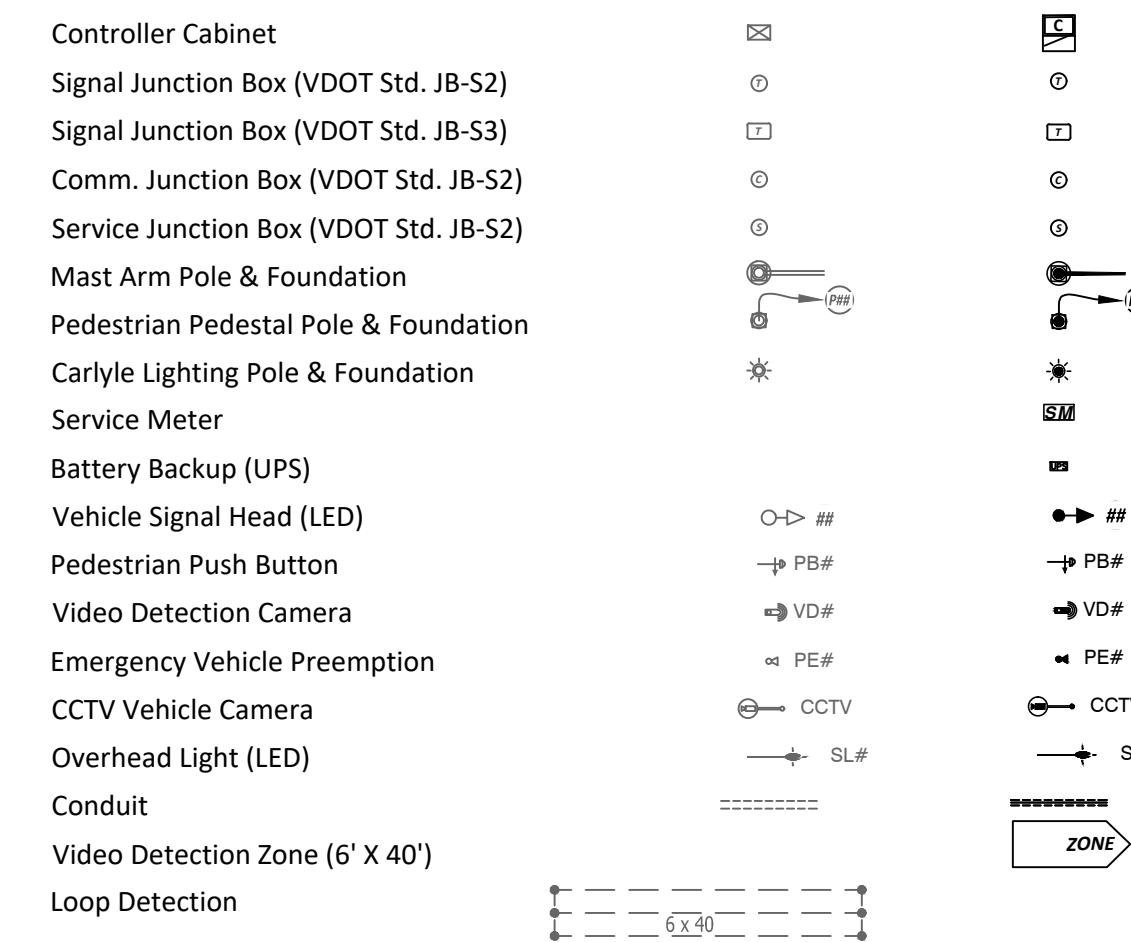 Controller Cabinet C
Signal Junction Box (VDOT Std. JB-S2) T T
Signal Junction Box (VDOT Std. JB-S3) T T
Comm. Junction Box (VDOT Std. JB-S2) C C
Service Junction Box (VDOT Std. JB-S2) S S
Mast Arm Pole & Foundation
P##
Pedestrian Pedestal Pole & Foundation
Carlyle Lighting Pole & Foundation
Service Meter SM
Battery Backup (UPS) UPS
Vehicle Signal Head (LED) ## ##
Pedestrian Push Button PB# PB#
Video Detection Camera VD# VD#
Emergency Vehicle Preemption PE# PE#
CCTV Vehicle Camera CCTV CCT
Overhead Light (LED) SL# S
Conduit
Video Detection Zone (6' X 40') ZONE
Loop Detection 6 x 40